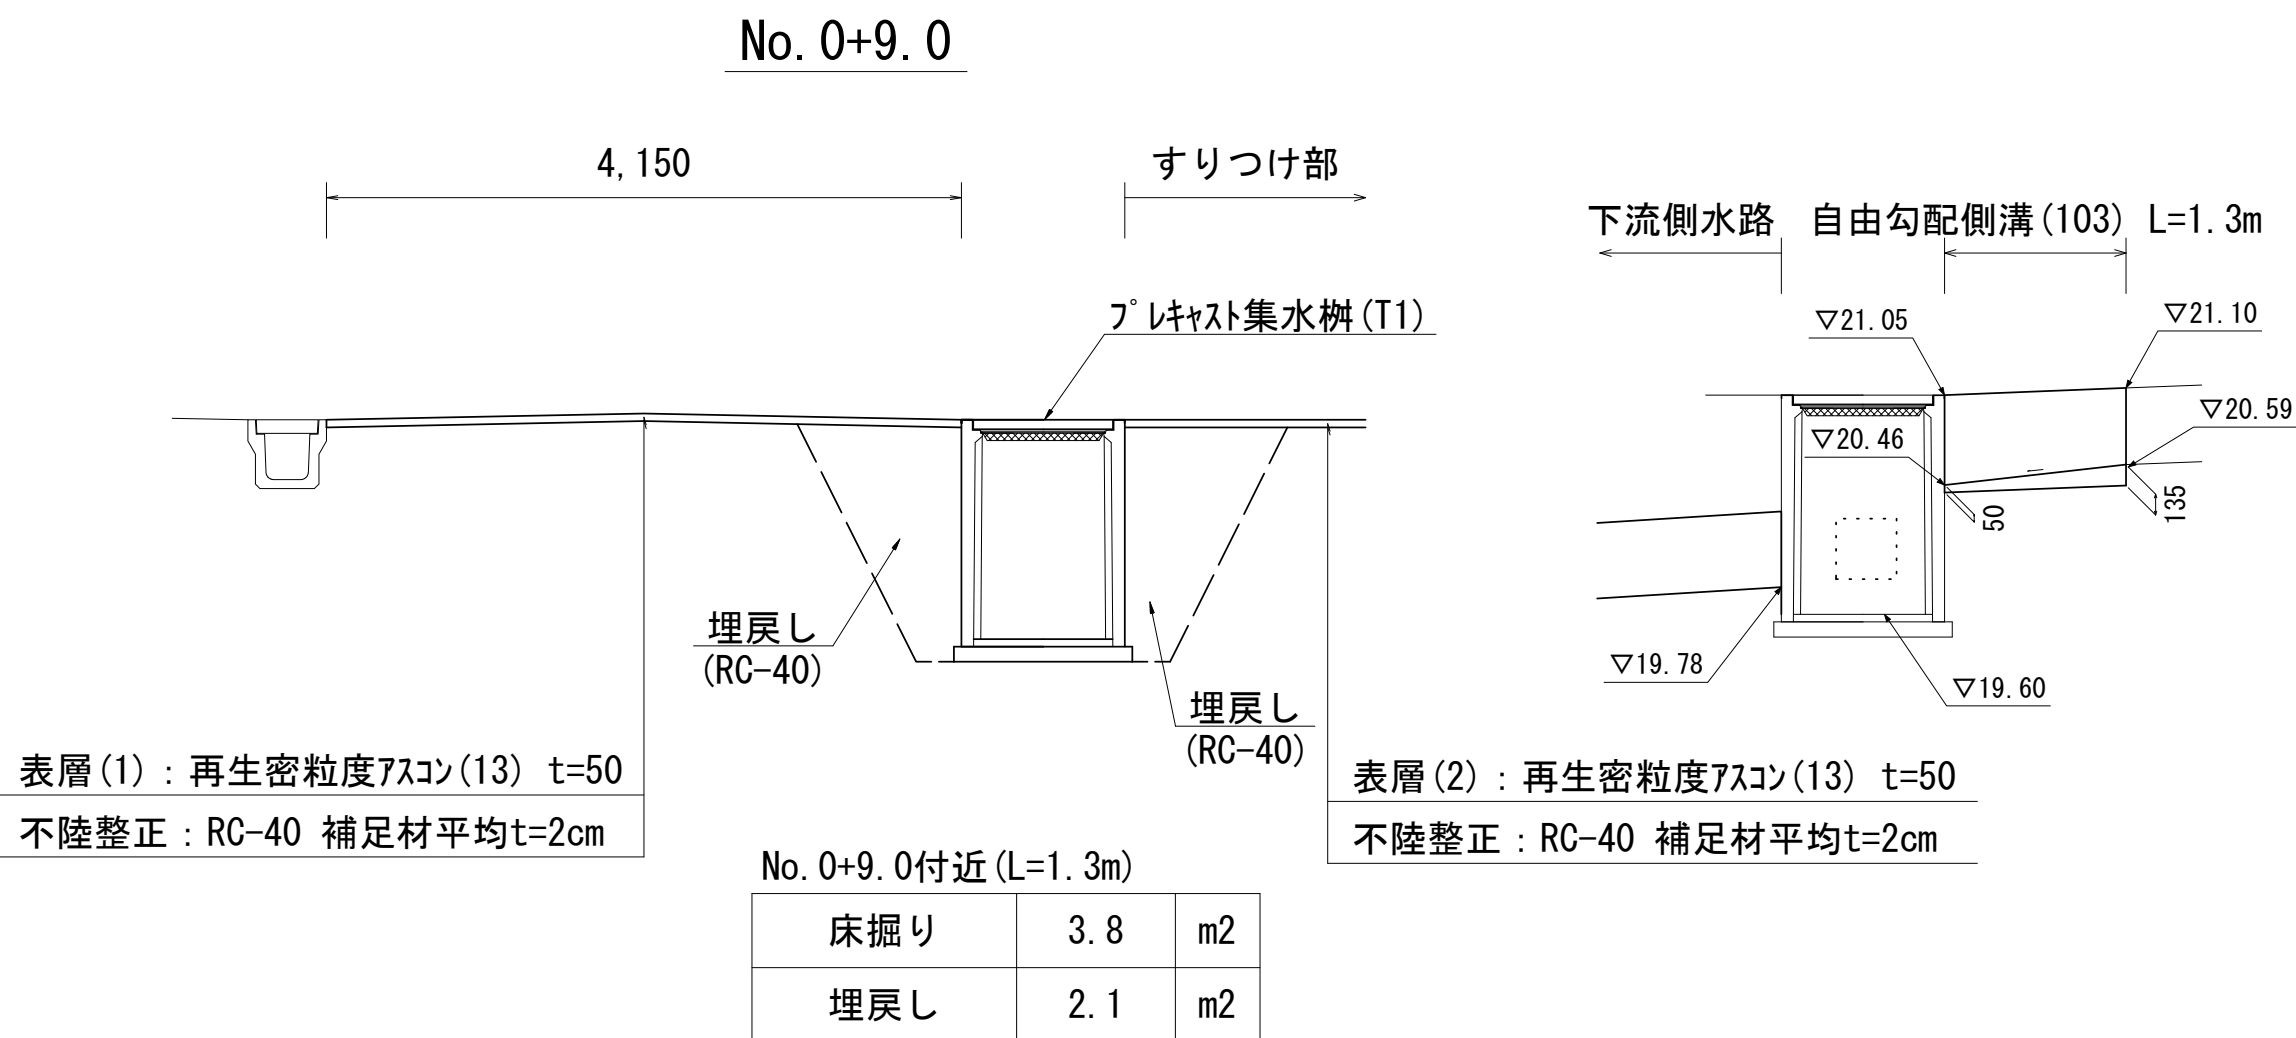 No.0+9.0
4,150
すりつけ部
下流側水路
自由勾配側溝(103) L=1.3m
ﾌﾟﾚｷｬｽﾄ集水桝(T1)
▽21.05
▽21.10
▽20.59
▽20.46
50
135
埋戻し
(RC-40)
▽19.78
▽19.60
埋戻し
(RC-40)
表層(1)：再生密粒度ｱｽｺﾝ(13) t=50
不陸整正：RC-40 補足材平均t=2cm
表層(2)：再生密粒度ｱｽｺﾝ(13) t=50
不陸整正：RC-40 補足材平均t=2cm
No.0+9.0付近(L=1.3m)
床掘り 3.8 m2
埋戻し 2.1 m2